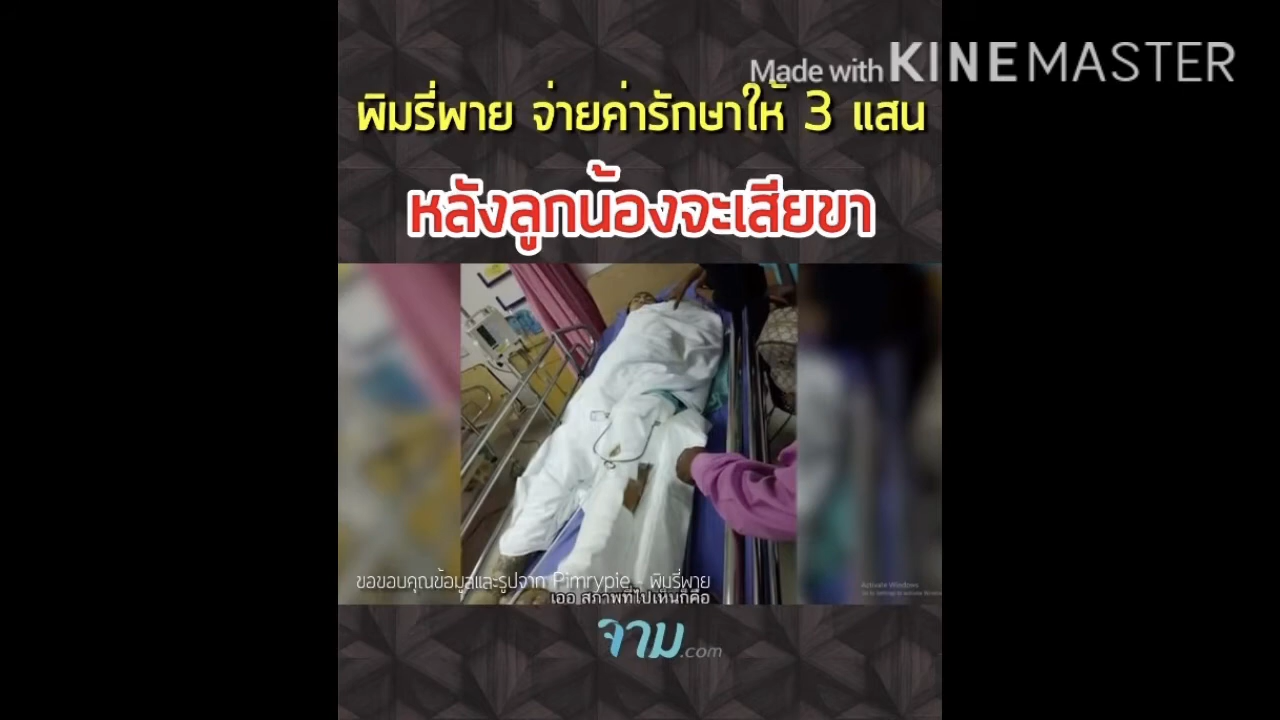 Made with KINEMASTER
พิมรี่พาย จ่ายค่ารักษาให้ 3 แสน
หลังลูกน้องจะเสียขา
ขอขอบคุณข้อมูลและรูปจาก Pimrypie - พิมรี่พาย
เออ สภาพที่ไปเห็นก็คือ
Activate Windows
จาม.com